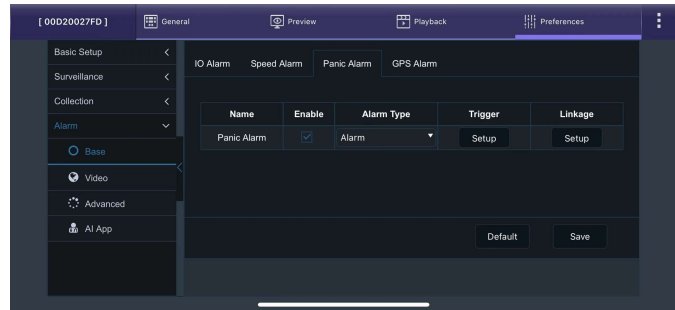 [ 00D20027FD ] General Preview Playback Preferences
Basic Setup
Surveillance
Collection
Alarm
Base
Video
Advanced
AI App
IO Alarm Speed Alarm Panic Alarm GPS Alarm
Name Enable Alarm Type Trigger Linkage
Panic Alarm Alarm Setup Setup
Default Save